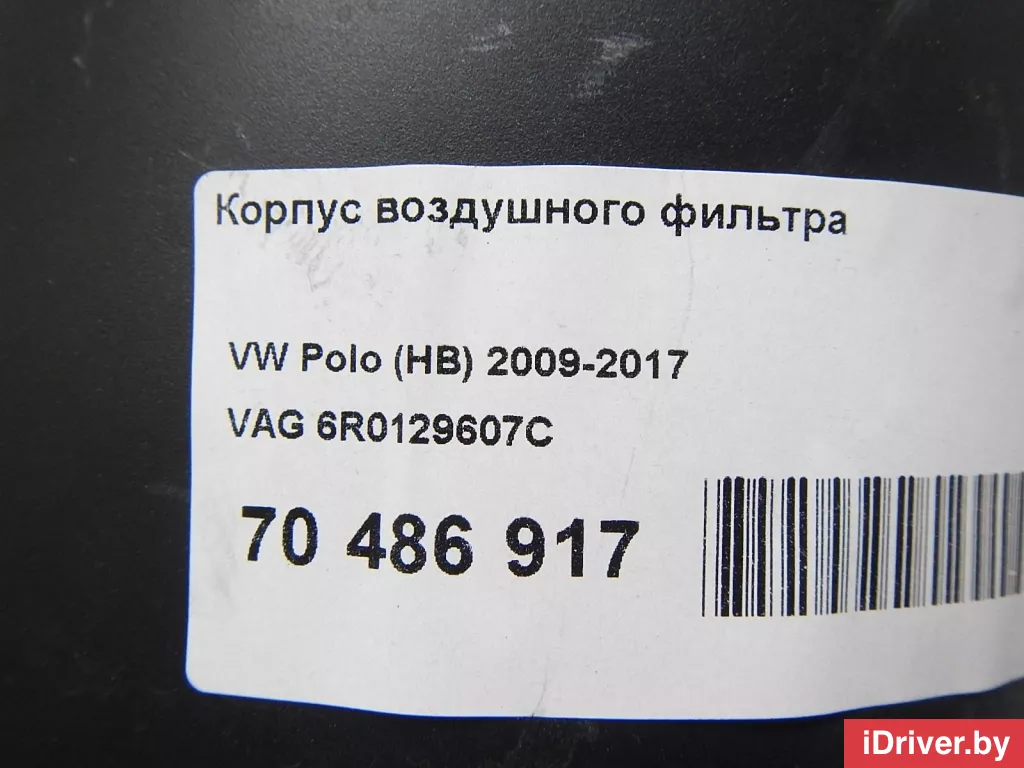 Корпус воздушного фильтра
VW Polo (HB) 2009-2017
VAG 6R0129607C
70 486 917
iDriver.by